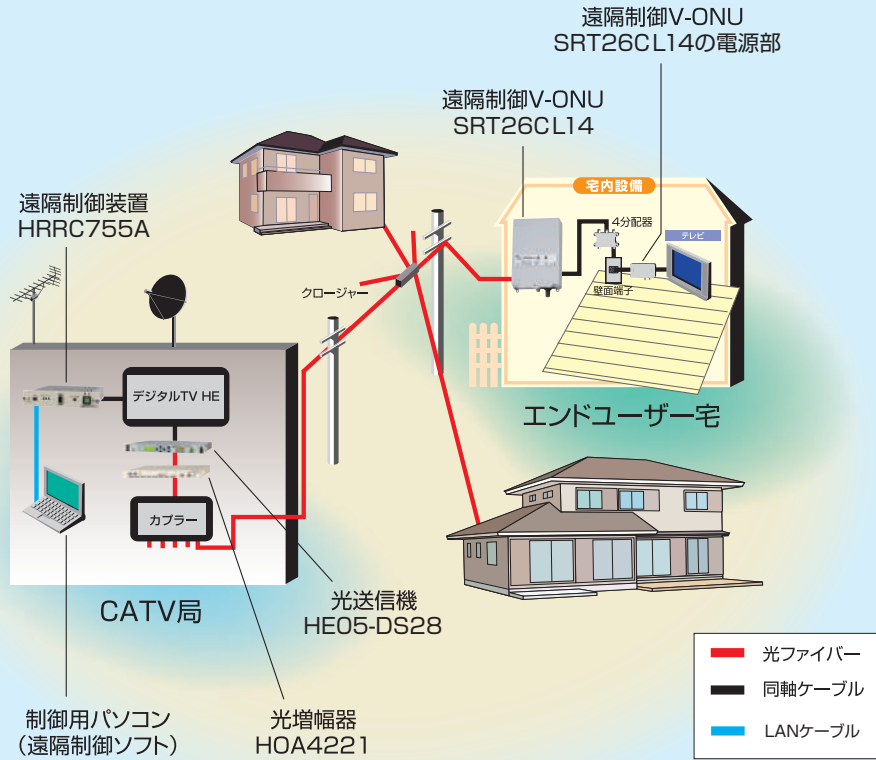 遠隔制御V-ONU
SRT26CL14の電源部
遠隔制御V-ONU
SRT26CL14
宅内設備
4分配器
テレビ
壁面端子
遠隔制御装置
HRRC755A
クロージャー
デジタルTV HE
カプラー
エンドユーザー宅
CATV局
光送信機
HE05-DS28
制御用パソコン
(遠隔制御ソフト)
光増幅器
HOA4221
光ファイバー
同軸ケーブル
LANケーブル